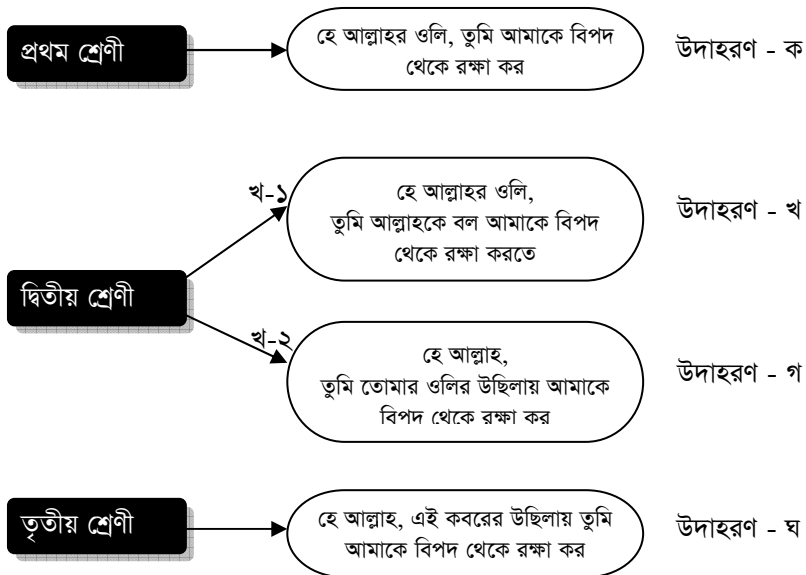 প্রথম শ্রেণী
হে আল্লাহর ওলি, তুমি আমাকে বিপদ
থেকে রক্ষা কর
উদাহরণ - ক
খ-১
হে আল্লাহর ওলি,
তুমি আল্লাহকে বল আমাকে বিপদ
থেকে রক্ষা করতে
উদাহরণ - খ
দ্বিতীয় শ্রেণী
খ-২
হে আল্লাহ,
তুমি তোমার ওলির উছিলায় আমাকে
বিপদ থেকে রক্ষা কর
উদাহরণ - গ
তৃতীয় শ্রেণী
হে আল্লাহ, এই কবরের উছিলায় তুমি
আমাকে বিপদ থেকে রক্ষা কর
উদাহরণ - ঘ